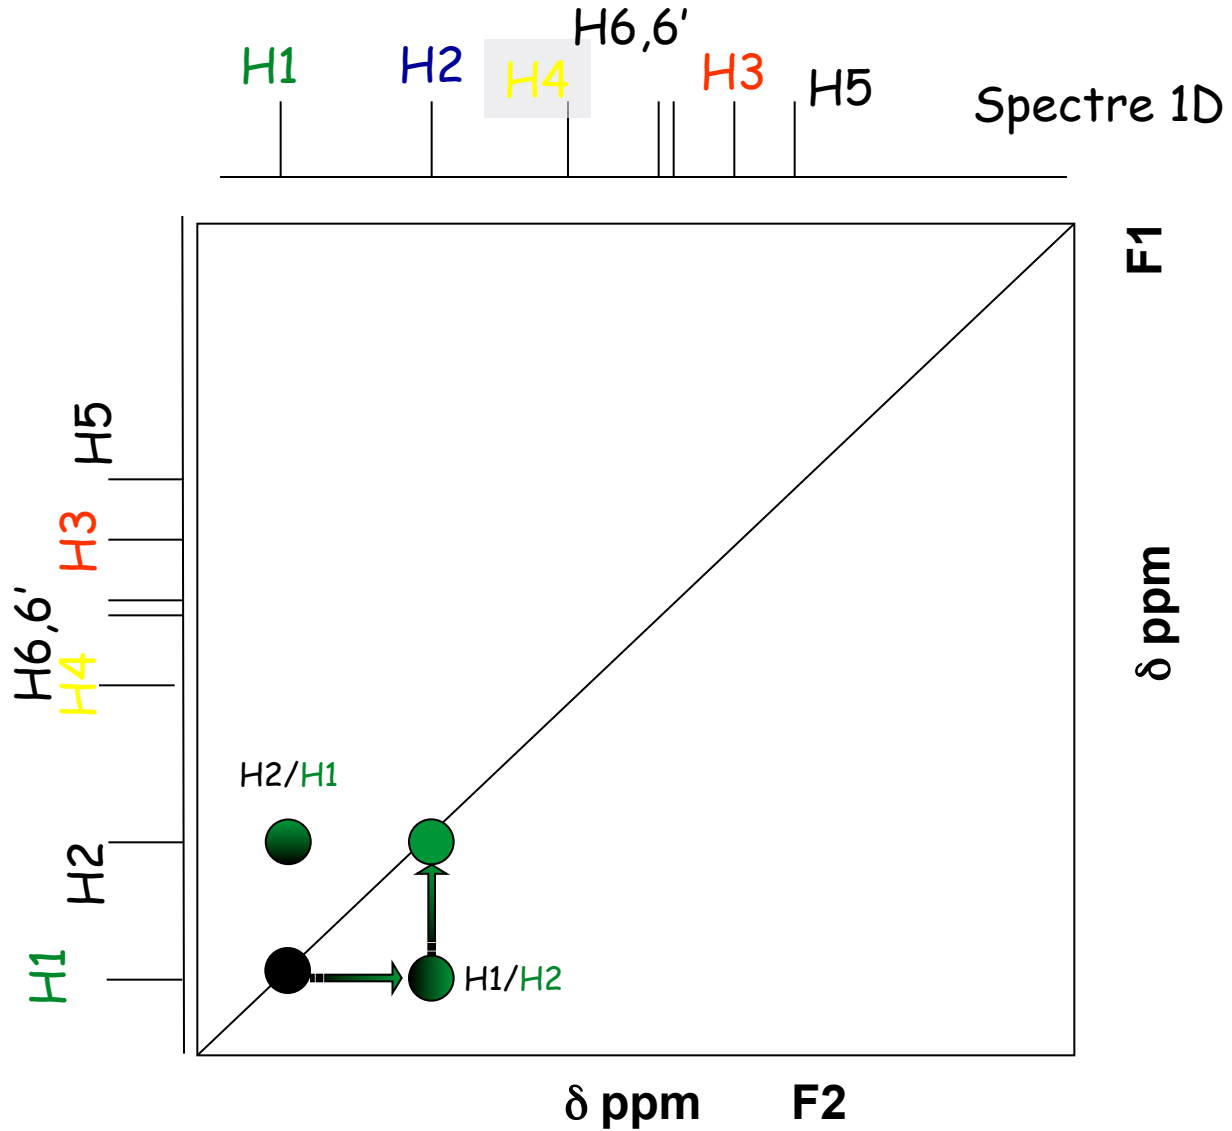 H6,6'
H1
H2
H4
H3
H5
Spectre 1D
F1
H5
H3
H6,6'
H4
δ ppm
H2/H1
H2
H1
H1/H2
δ ppm F2